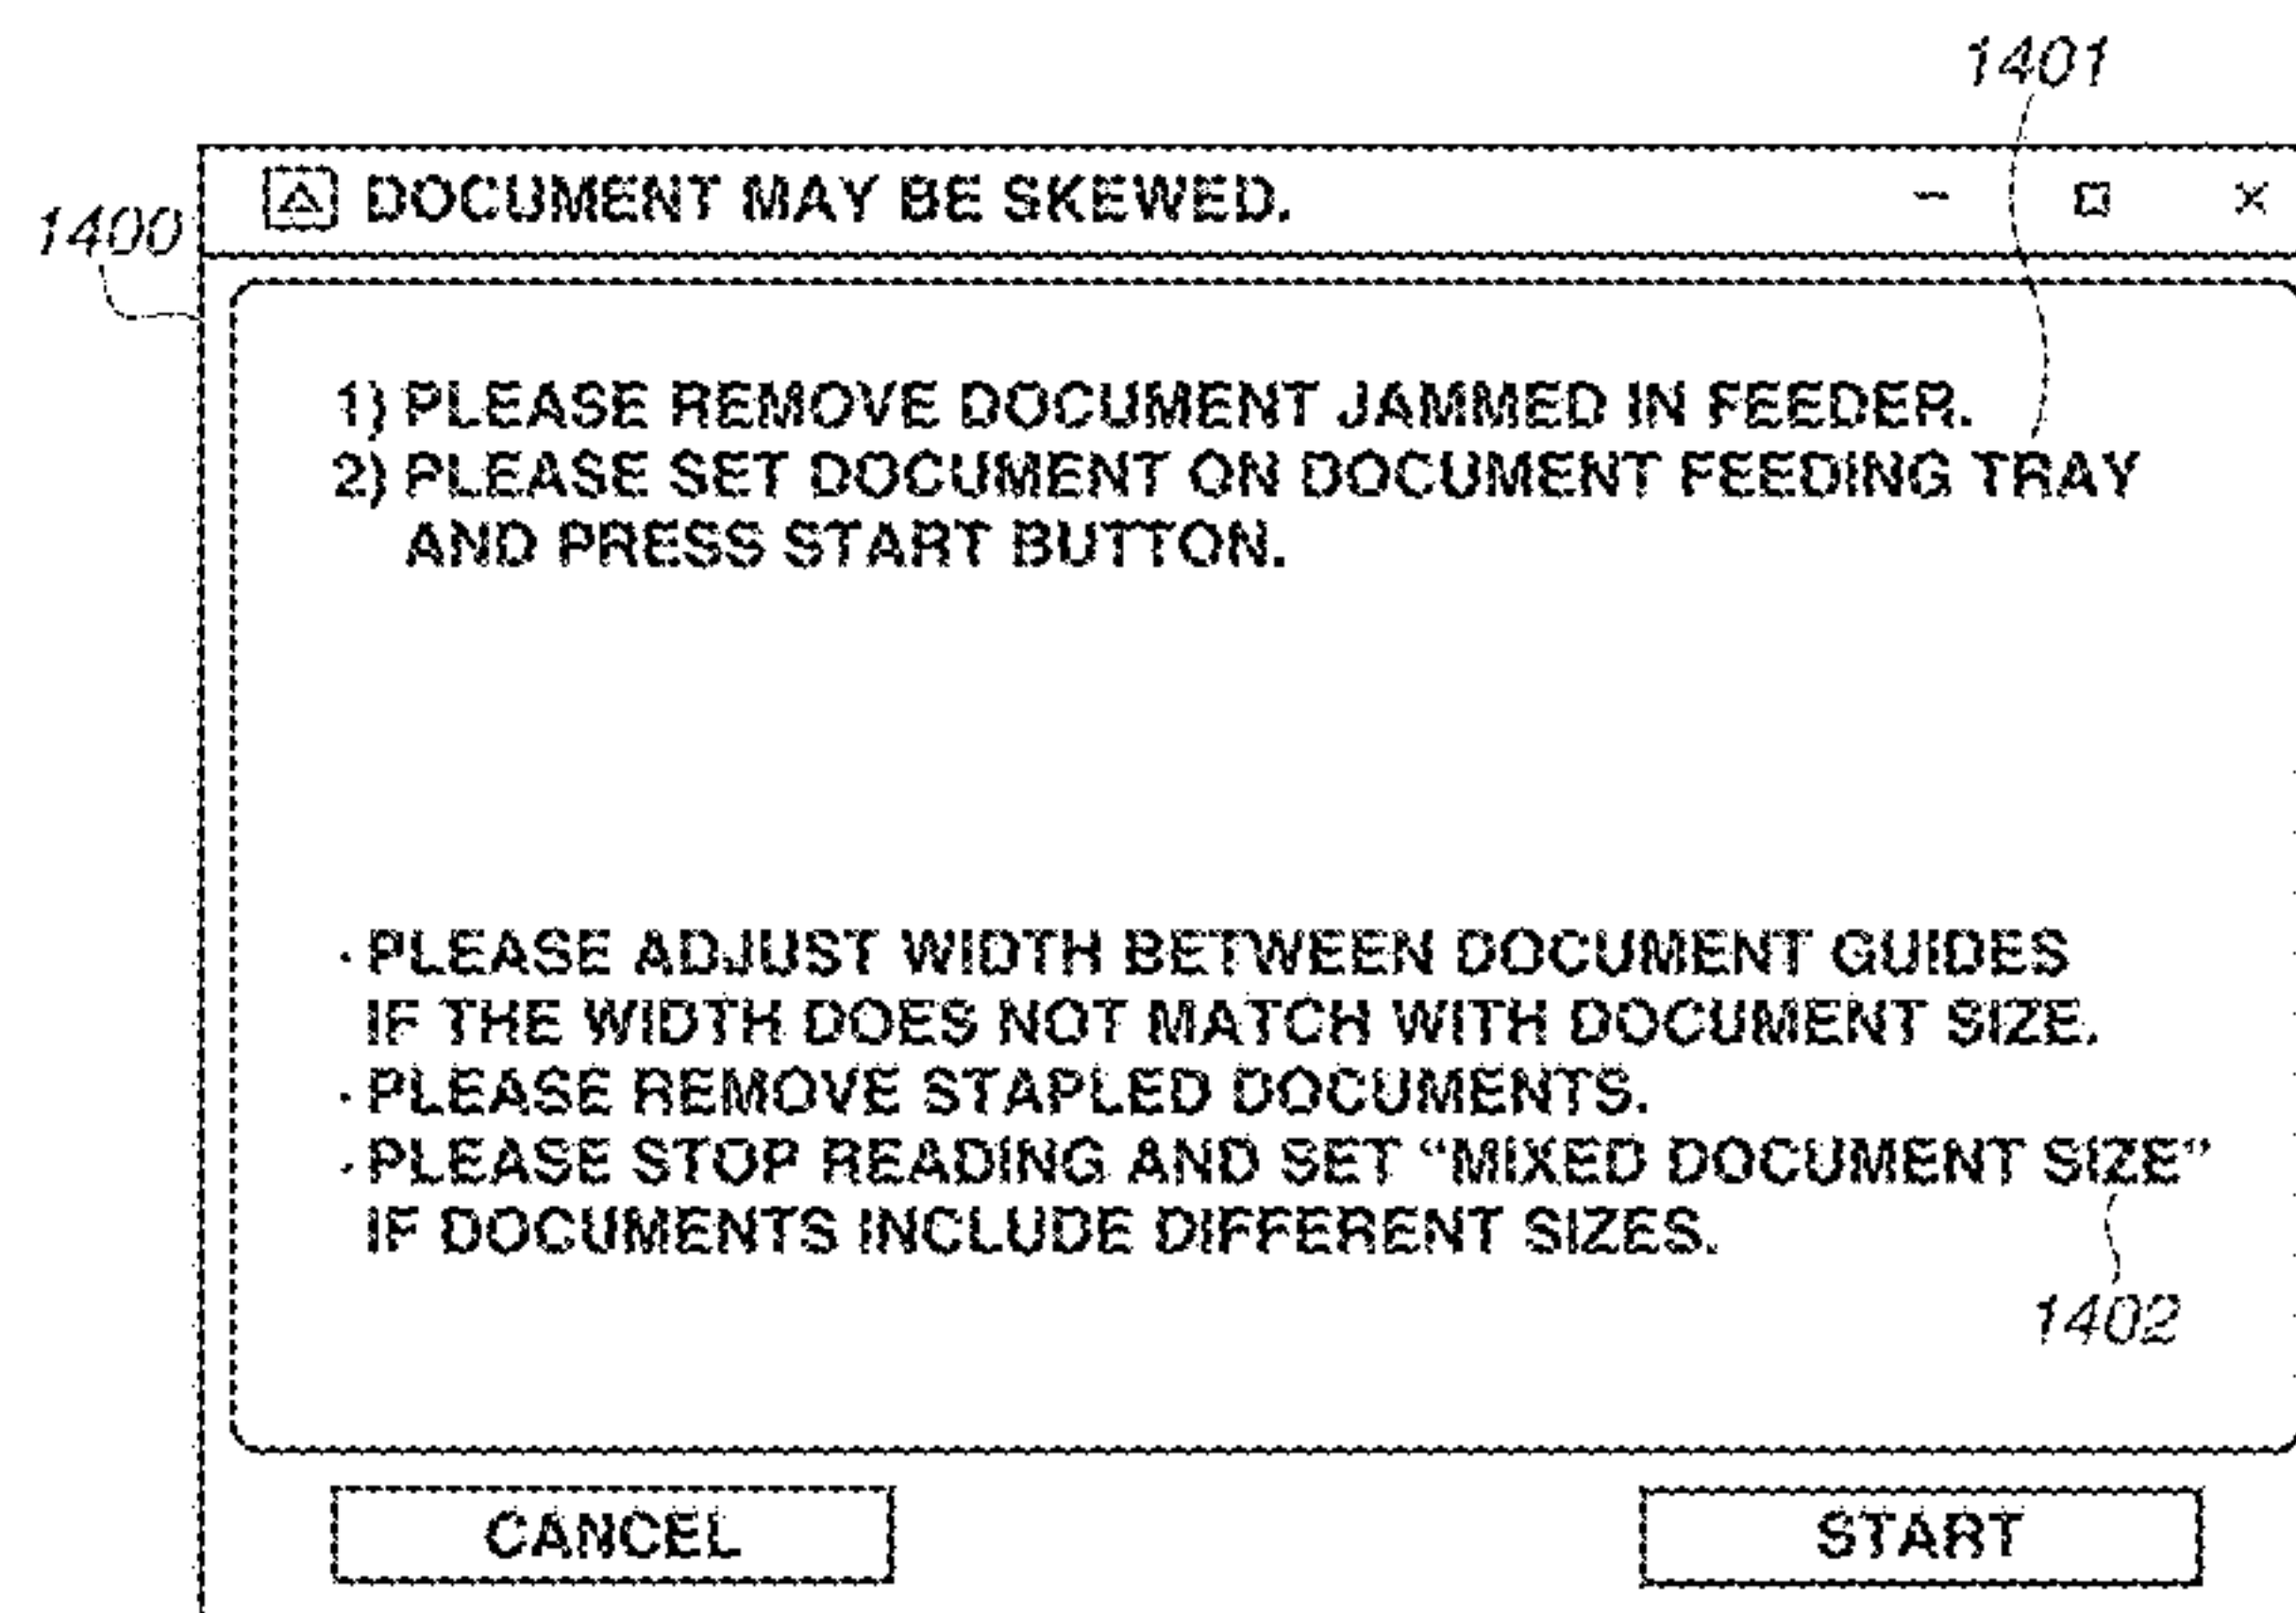 1401
1400
DOCUMENT MAY BE SKEWED.
1) PLEASE REMOVE DOCUMENT JAMMED IN FEEDER.
2) PLEASE SET DOCUMENT ON DOCUMENT FEEDING TRAY
AND PRESS START BUTTON.
· PLEASE ADJUST WIDTH BETWEEN DOCUMENT GUIDES
IF THE WIDTH DOES NOT MATCH WITH DOCUMENT SIZE.
· PLEASE REMOVE STAPLED DOCUMENTS.
· PLEASE STOP READING AND SET “MIXED DOCUMENT SIZE”
IF DOCUMENTS INCLUDE DIFFERENT SIZES.
1402
CANCEL START